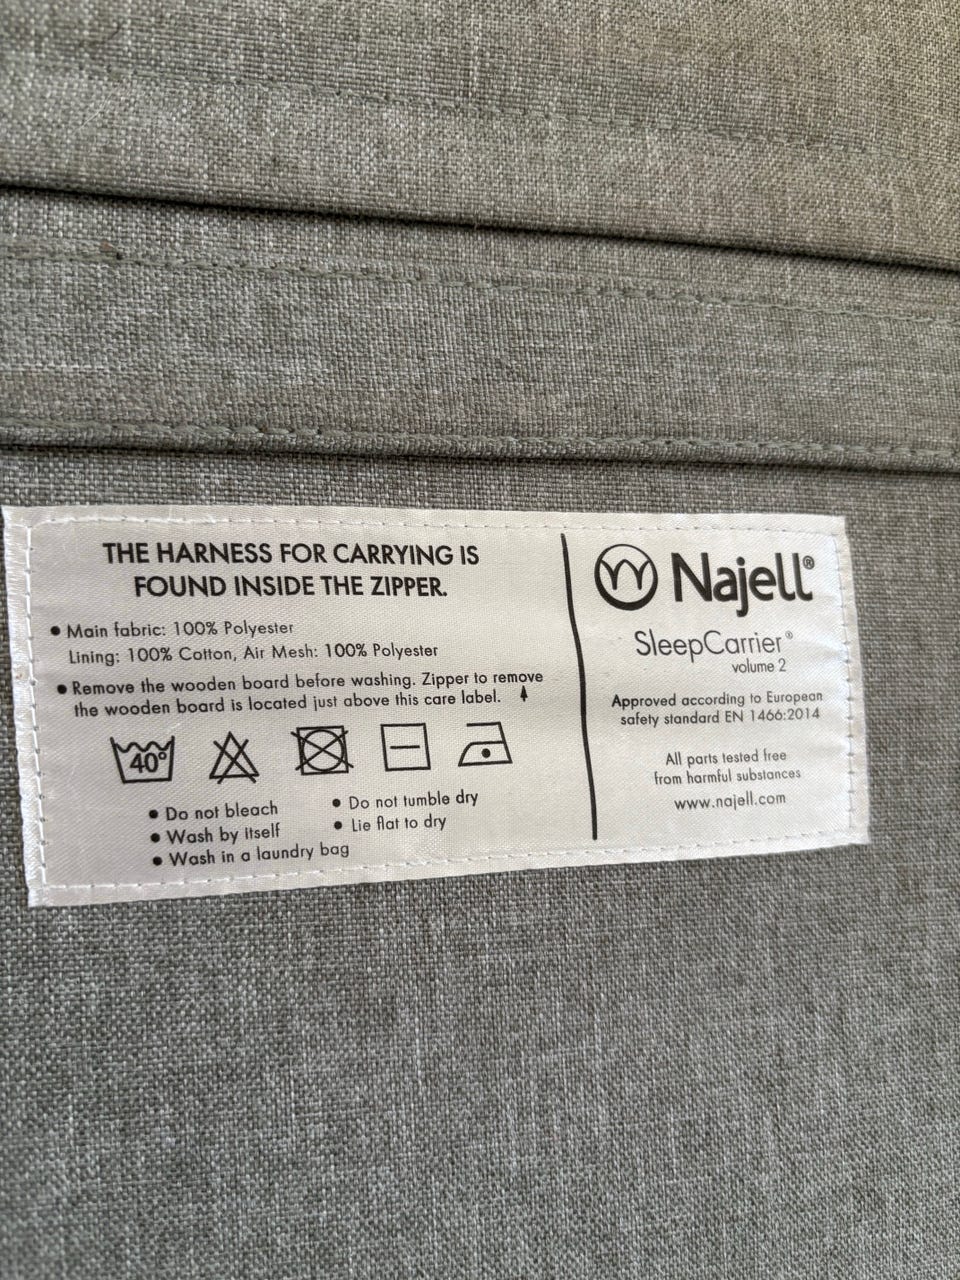 THE HARNESS FOR CARRYING IS
FOUND INSIDE THE ZIPPER.
• Main fabric: 100% Polyester
Lining: 100% Cotton, Air Mesh: 100% Polyester
• Remove the wooden board before washing. Zipper to remove
the wooden board is located just above this care label.
40°
• Do not bleach
• Wash by itself
• Wash in a laundry bag
• Do not tumble dry
• Lie flat to dry
Najell®
SleepCarrier®
volume 2
Approved according to European
safety standard EN 1466:2014
All parts tested free
from harmful substances
www.najell.com